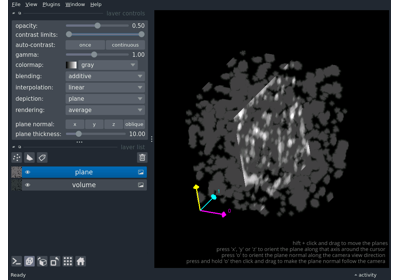 File View Plugins Window Help
layer controls
opacity: 0.50
contrast limits:
auto-contrast: once continuous
gamma: 1.00
colormap: gray
blending: additive
interpolation: linear
depiction: plane
rendering: average
plane normal: x y z oblique
plane thickness: 10.00
layer list
plane
volume
shift + click and drag to move the planes
press 'x', 'y' or 'z' to orient the plane along that axis around the cursor
press 'o' to orient the plane normal along the camera view direction
press and hold 'o' then click and drag to make the plane normal follow the camera
Ready
activity